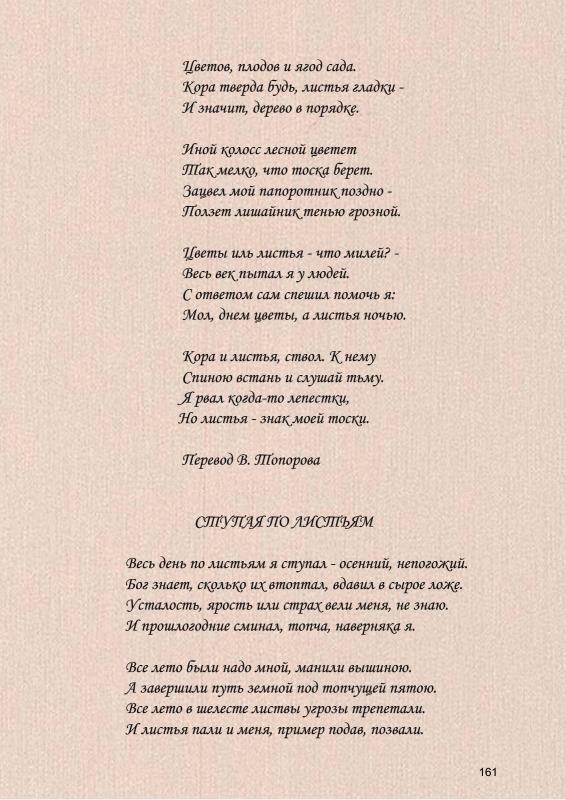 Цветов, плодов и ягод сада.
Кора тверда будь, листья гладки -
И значит, дерево в порядке.
Иной колосс лесной цветет
Так мелко, что тоска берет.
Зацвел мой папоротник поздно -
Ползет лишайник тенью грозной.
Цветы иль листья - что милей? -
Весь век пытал я у людей.
С ответом сам спешил помочь я:
Мол, днем цветы, а листья ночью.
Кора и листья, ствол. К нему
Спиною встань и слушай тьму.
Я рвал когда-то лепестки,
Но листья - знак моей тоски.
Перевод В. Топорова
СТУПАЯ ПО ЛИСТЬЯМ
Весь день по листьям я ступал - осенний, непогожий.
Бог знает, сколько их втоптал, вдавил в сырое ложе.
Усталость, ярость или страх вели меня, не знаю.
И прошлогодние сминал, топча, наверняка я.
Все лето были надо мной, манили вышиною.
А завершили путь земной под топчущей пятою.
Все лето в шелесте листвы угрозы трепетали.
И листья пали и меня, пример подав, позвали.
161